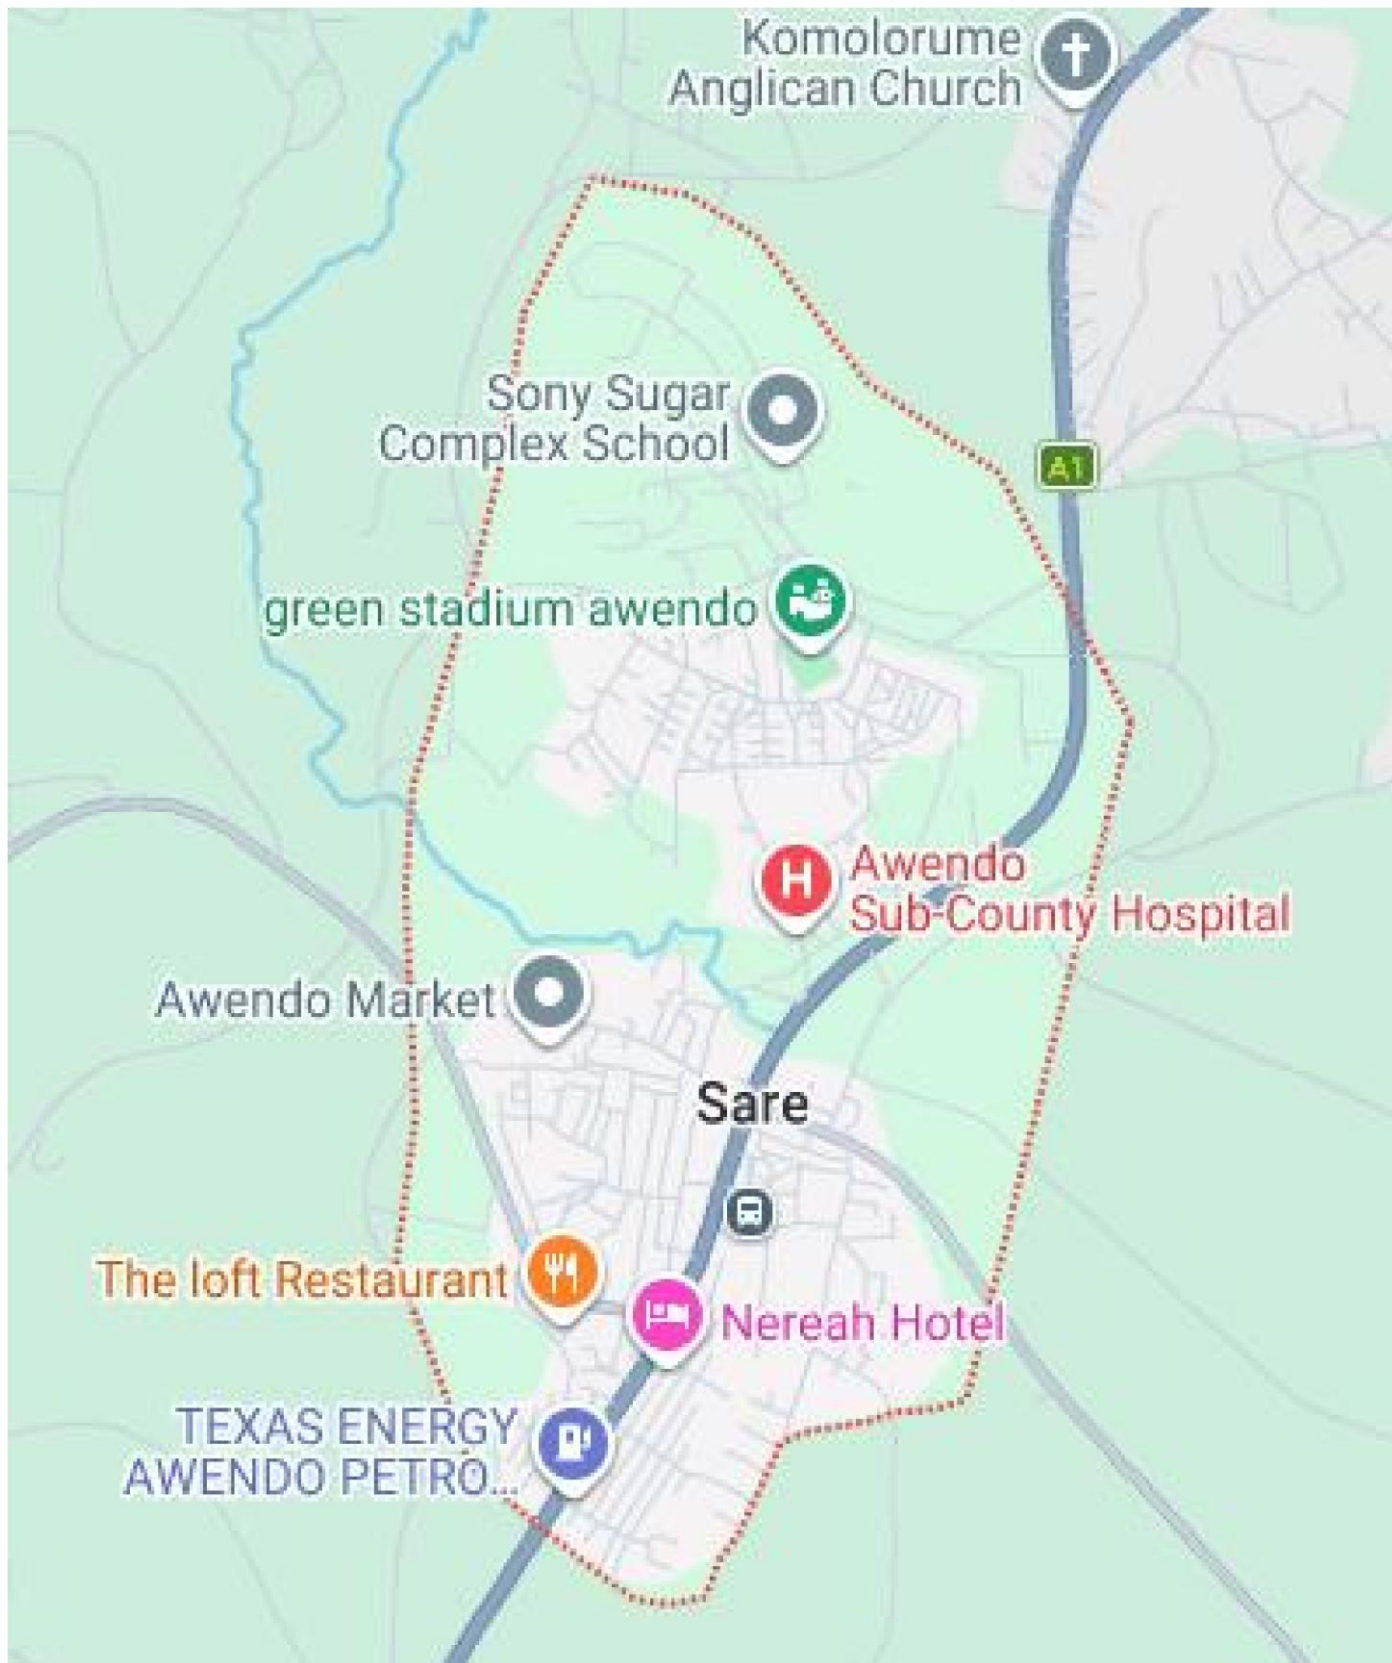 Komolorume
Anglican Church
Sony Sugar
Complex School
A1
green stadium awendo
H
Awendo
Sub-County Hospital
Awendo Market
Sare
The loft Restaurant
Nereah Hotel
TEXAS ENERGY
AWENDO PETRO...